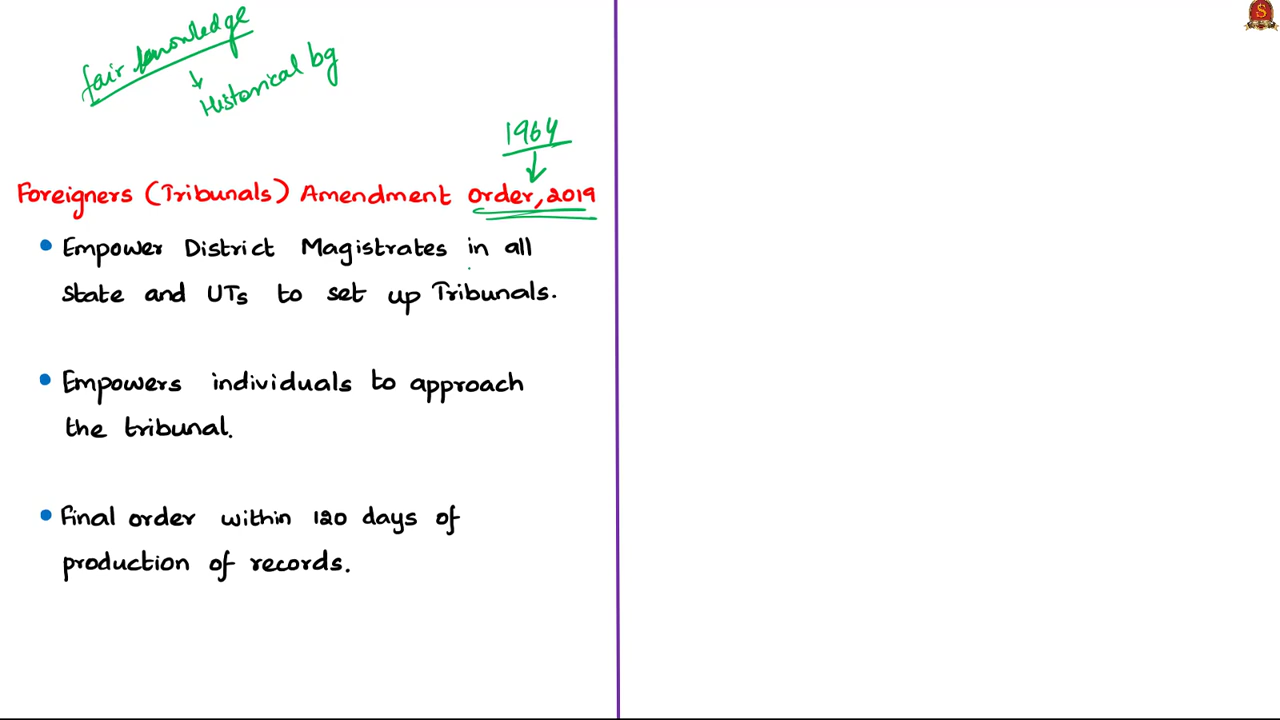 fair knowledge
Historical bg
1964
Foreigners (Tribunals) Amendment Order, 2019
Empower District Magistrates in all
State and UTs to set up Tribunals.
Empowers individuals to approach
the tribunal.
Final order within 120 days of
production of records.